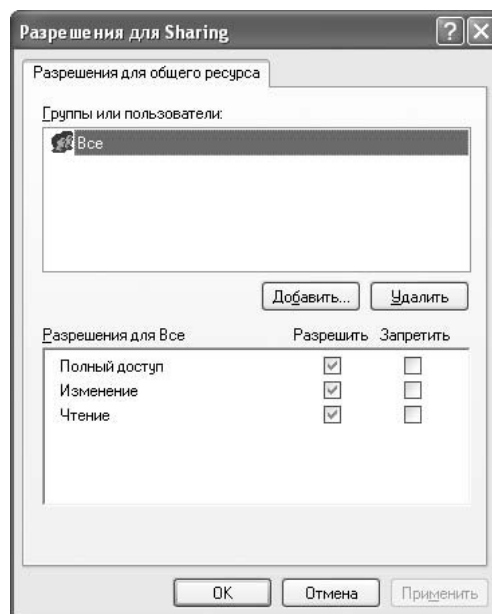 Разрешения для Sharing
Разрешения для общего ресурса
Группы или пользователи:
Все
Добавить... Удалить
Разрешения для Все Разрешить Запретить
Полный доступ
Изменение
Чтение
OK Отмена Применить